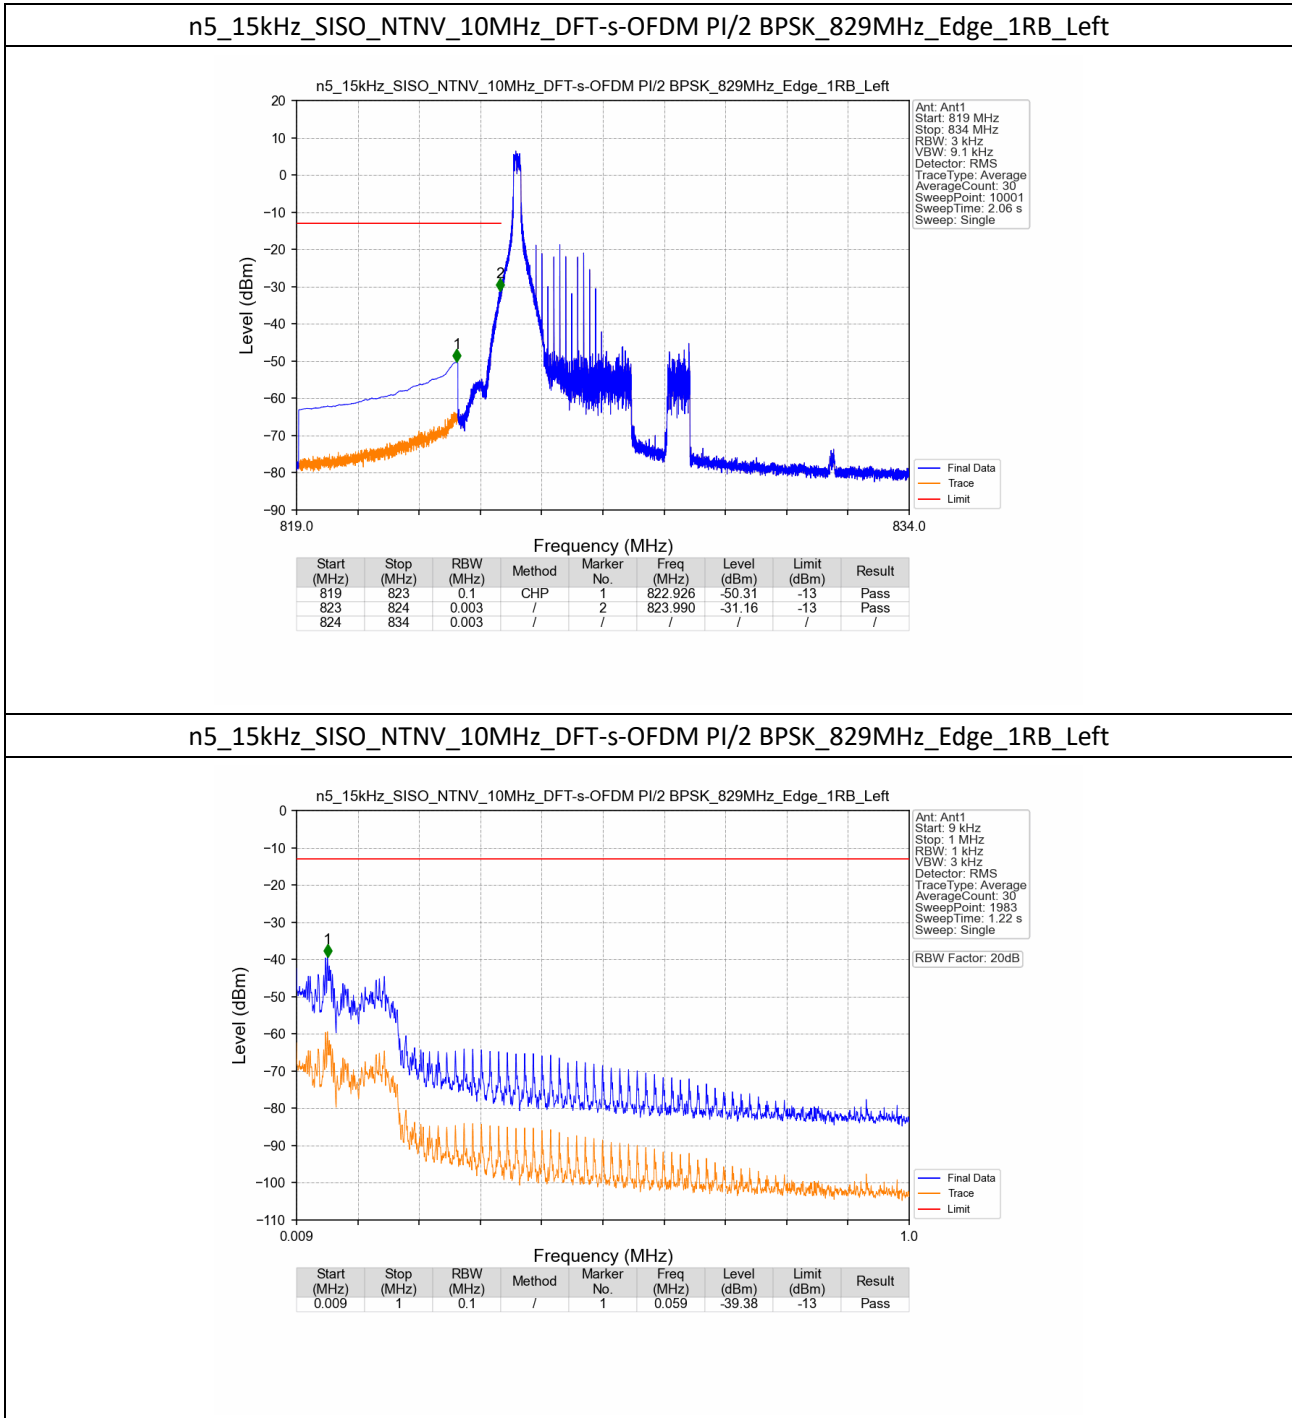 n5_15kHz_SISO_NTNV_10MHz_DFT-s-OFDM PI/2 BPSK_829MHz_Edge_1RB_Left
n5_15kHz_SISO_NTNV_10MHz_DFT-s-OFDM PI/2 BPSK_829MHz_Edge_1RB_Left
Ant: Ant1
Start: 819 MHz
Stop: 834 MHz
RBW: 3 kHz
VBW: 9.1 kHz
Detector: RMS
TraceType: Average
AverageCount: 30
SweepPoint: 10001
SweepTime: 2.06 s
Sweep: Single
20
10
0
−10
−20
−30
−40
−50
−60
−70
−80
−90
Level (dBm)
1
2
Final Data
Trace
Limit
819.0 834.0
Frequency (MHz)
Start (MHz) Stop (MHz) RBW (MHz) Method Marker No. Freq (MHz) Level (dBm) Limit (dBm) Result
819 823 0.1 CHP 1 822.926 -50.31 -13 Pass
823 824 0.003 / 2 823.990 -31.16 -13 Pass
824 834 0.003 / / / / / /
n5_15kHz_SISO_NTNV_10MHz_DFT-s-OFDM PI/2 BPSK_829MHz_Edge_1RB_Left
n5_15kHz_SISO_NTNV_10MHz_DFT-s-OFDM PI/2 BPSK_829MHz_Edge_1RB_Left
Ant: Ant1
Start: 9 kHz
Stop: 1 MHz
RBW: 1 kHz
VBW: 3 kHz
Detector: RMS
TraceType: Average
AverageCount: 30
SweepPoint: 1983
SweepTime: 1.22 s
Sweep: Single
RBW Factor: 20dB
0
−10
−20
−30
−40
−50
−60
−70
−80
−90
−100
−110
Level (dBm)
1
Final Data
Trace
Limit
0.009 1.0
Frequency (MHz)
Start (MHz) Stop (MHz) RBW (MHz) Method Marker No. Freq (MHz) Level (dBm) Limit (dBm) Result
0.009 1 0.1 / 1 0.059 -39.38 -13 Pass